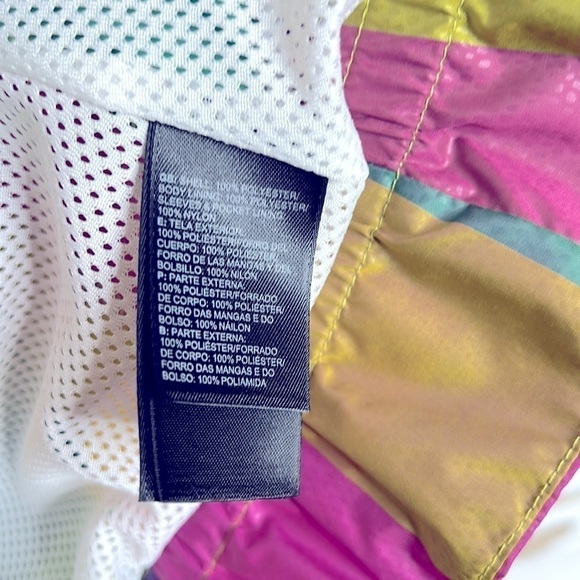 GB: SHELL: 100% POLYESTER
BODY LINING: 100% POLYESTER
SLEEVES & POCKET LINING:
100% NYLON
E: TELA EXTERIOR:
100% POLIÉSTER/FORRO DEL
CUERPO: 100% POLIÉSTER/
FORRO DE LAS MANGAS Y DEL
BOLSILLO: 100% NILÓN
P: PARTE EXTERNA:
100% POLIÉSTER/FORRADO
DE CORPO: 100% POLIÉSTER/
FORRO DAS MANGAS E DO
BOLSO: 100% NÁILON
B: PARTE EXTERNA:
100% POLIÉSTER/FORRADO
DE CORPO: 100% POLIÉSTER/
FORRO DAS MANGAS E DO
BOLSO: 100% POLIAMIDA